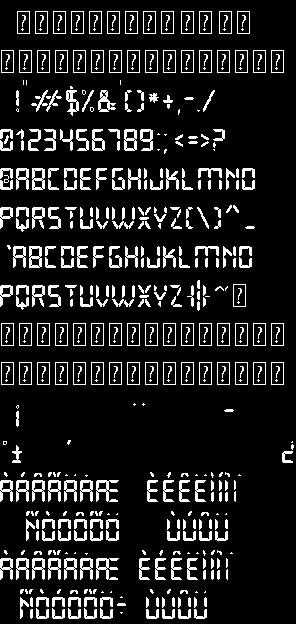 !"#$%&'()*+,-./
0123456789:;<=>?
@ABCDEFGHIJKLMNO
PQRSTUVWXYZ[\]^_
`ABCDEFGHIJKLMNO
PQRSTUVWXYZ{|}~
¡ ¨ -
°± ´
ÀÁÂÃÄÅÆ ÈÉÊËÌÍÎÏ
ÑÒÓÔÕÖ ÙÚÛÜ
ÀÁÂÃÄÅÆ ÈÉÊËÌÍÎÏ
ÑÒÓÔÕÖ÷ ÙÚÛÜ